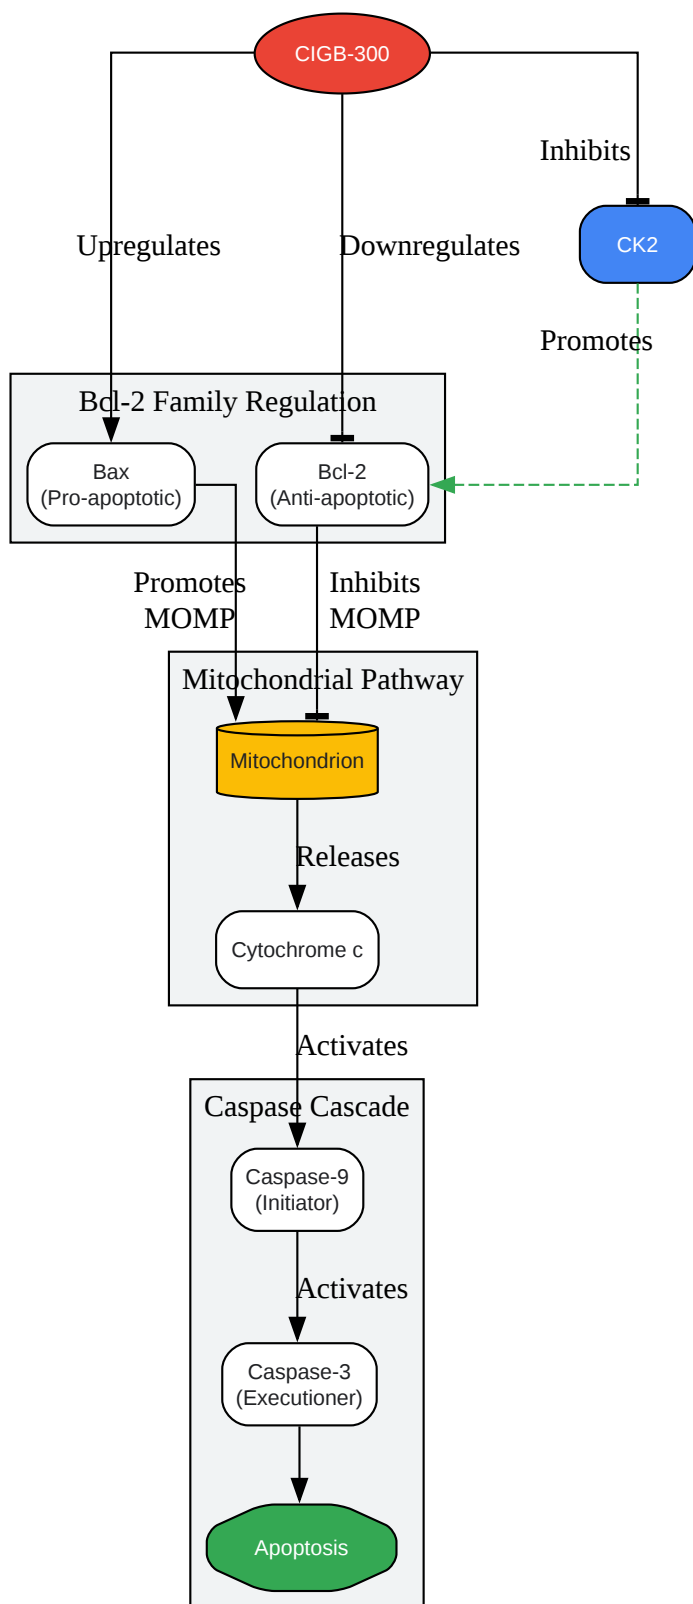 CIGB-300
Inhibits
Upregulates
Downregulates
CK2
Promotes
Bcl-2 Family Regulation
Bax
(Pro-apoptotic)
Bcl-2
(Anti-apoptotic)
Promotes
MOMP
Inhibits
MOMP
Mitochondrial Pathway
Mitochondrion
Releases
Cytochrome c
Activates
Caspase Cascade
Caspase-9
(Initiator)
Activates
Caspase-3
(Executioner)
Apoptosis